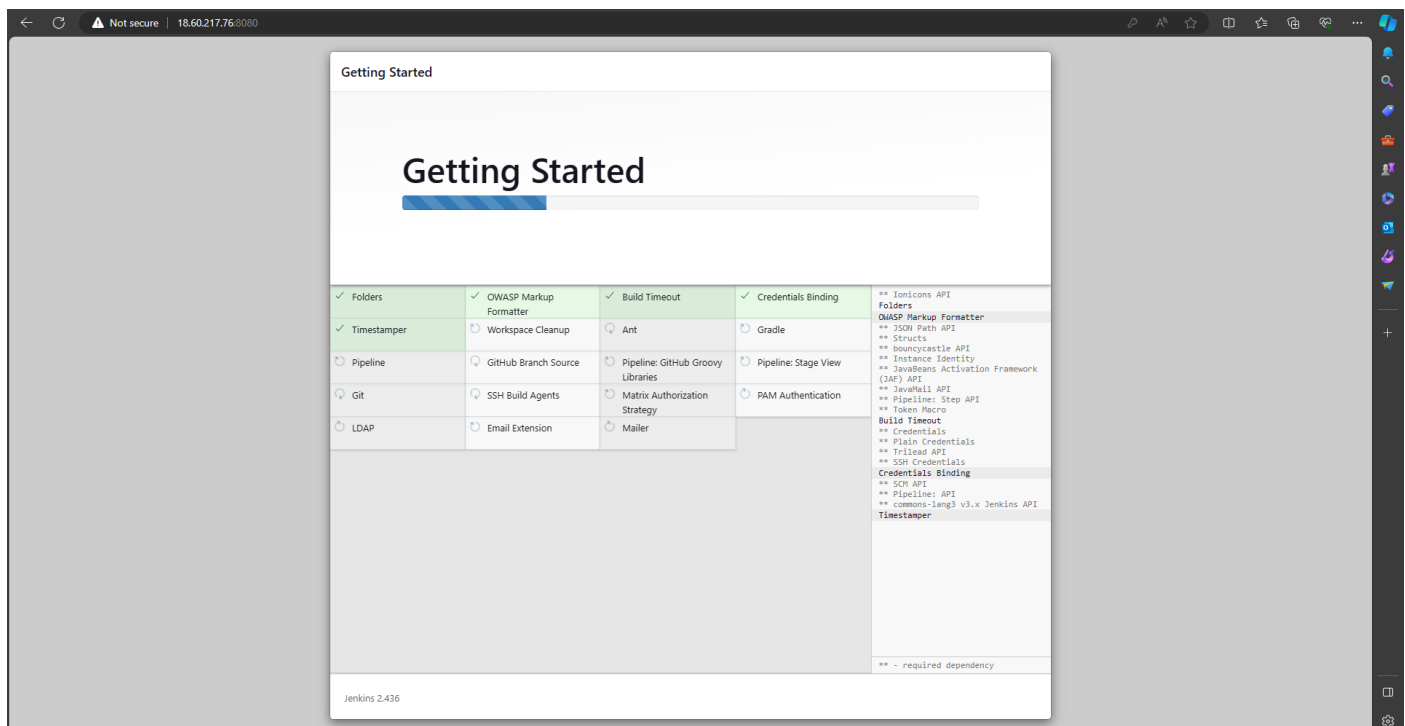 Not secure
18.60.217.76:8080
Getting Started
Getting Started
Folders
OWASP Markup
Formatter
Build Timeout
Credentials Binding
Timestamper
Workspace Cleanup
Ant
Gradle
Pipeline
GitHub Branch Source
Pipeline: GitHub Groovy
Libraries
Pipeline: Stage View
Git
SSH Build Agents
Matrix Authorization
Strategy
PAM Authentication
LDAP
Email Extension
Mailer
** Ionicons API
Folders
OWASP Markup Formatter
** JSON Path API
** Structs
** bouncycastle API
** Instance Identity
** JavaBeans Activation Framework
(JAF) API
** JavaMail API
** Pipeline: Step API
** Token Macro
Build Timeout
** Credentials
** Plain Credentials
** Trilead API
** SSH Credentials
Credentials Binding
** SCM API
** Pipeline: API
** commons-lang3 v3.x Jenkins API
Timestamper
** - required dependency
Jenkins 2.436